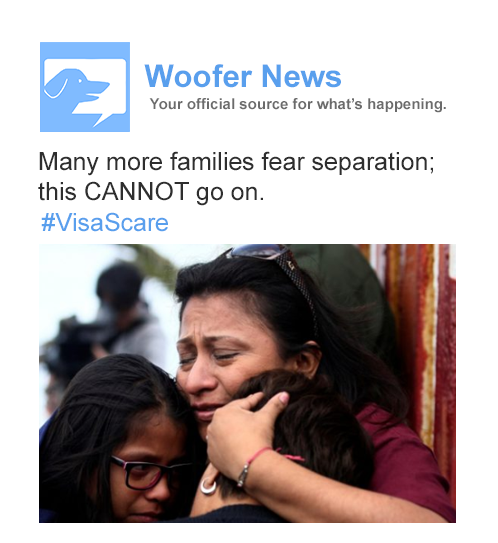 Woofer News
Your official source for what's happening.
Many more families fear separation;
this CANNOT go on.
#VisaScare